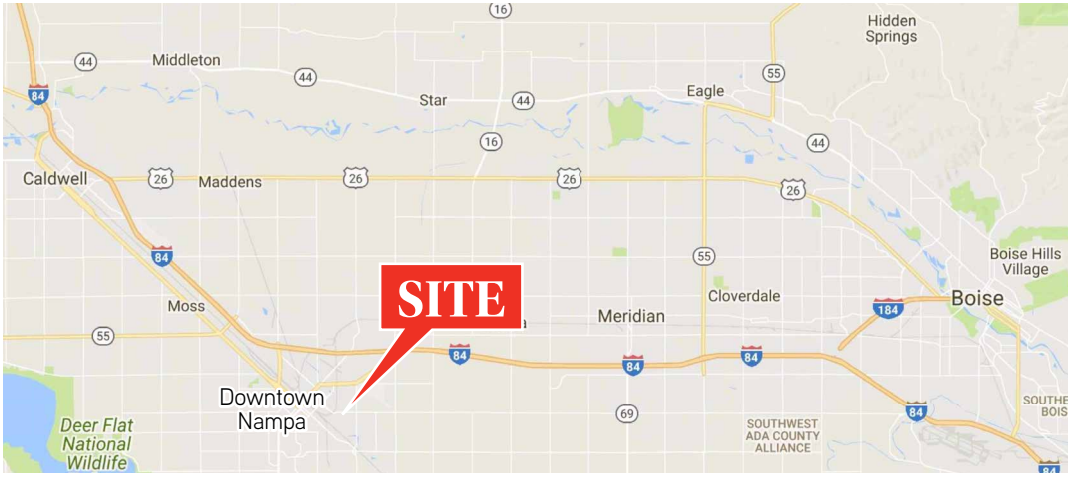 16
Hidden
Springs
44
Middleton
55
44
84
Star
44
Eagle
16
44
Caldwell
26
Maddens
26
26
26
84
55
Boise Hills
Village
SITE
Moss
Cloverdale
Boise
184
Meridian
a
55
84
84
84
Downtown
Nampa
69
84
Deer Flat
National
Wildlife
SOUTHWEST
ADA COUNTY
ALLIANCE
SOUTHE
BOIS
84